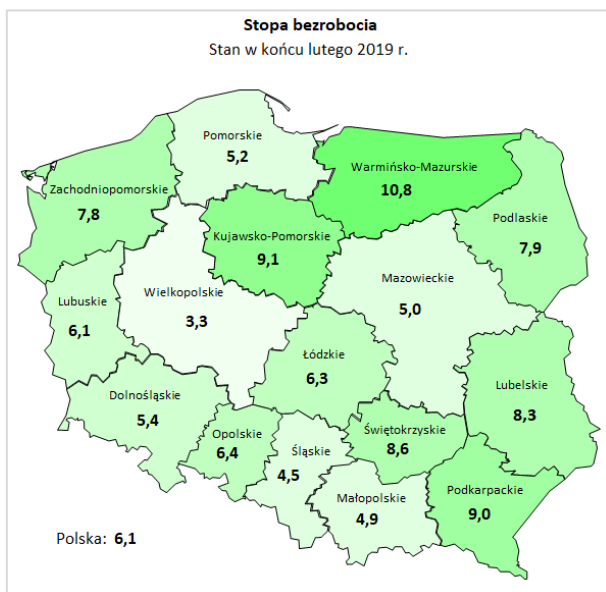 Stopa bezrobocia
Stan w końcu lutego 2019 r.
Pomorskie
5,2
Warmińsko-Mazurskie
10,8
Zachodniopomorskie
7,8
Podlaskie
7,9
Kujawsko-Pomorskie
9,1
Mazowieckie
5,0
Wielkopolskie
3,3
Lubuskie
6,1
Łódzkie
6,3
Lubelskie
8,3
Dolnośląskie
5,4
Opolskie
6,4
Świętokrzyskie
8,6
Śląskie
4,5
Małopolskie
4,9
Podkarpackie
9,0
Polska: 6,1